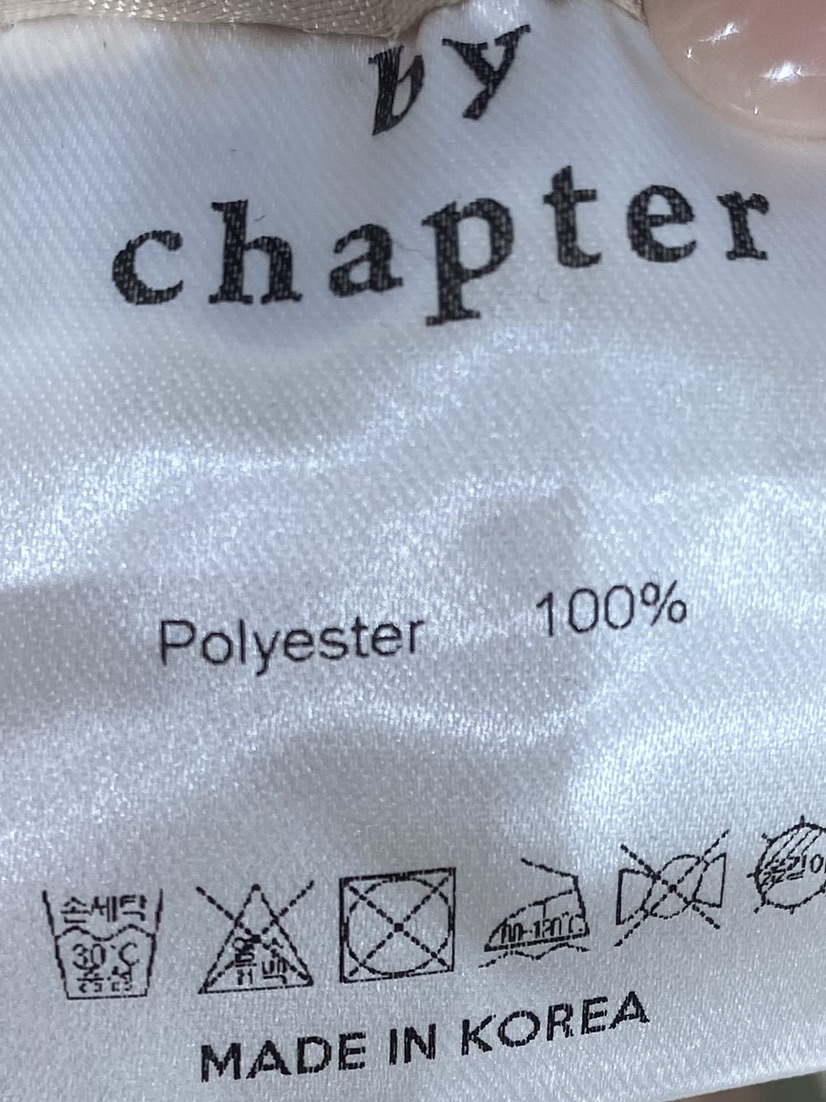 by
chapter
Polyester 100%
손세탁
30°C
중성
MADE IN KOREA